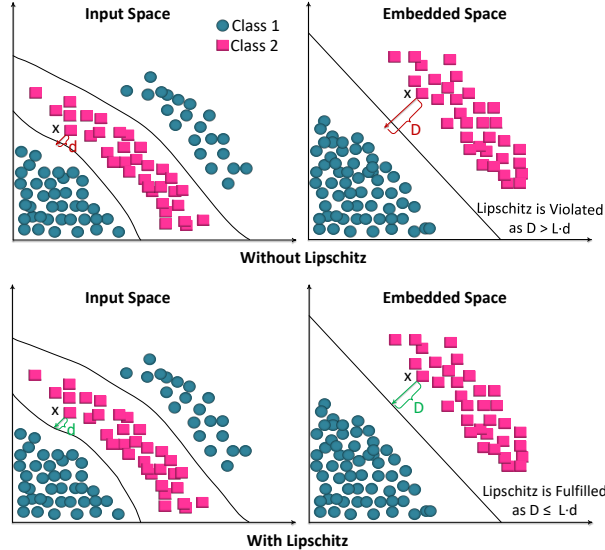 Input Space
Embedded Space
Class 1
Class 2
x
d
x
D
Lipschitz is Violated
as D > L·d
Without Lipschitz
Input Space
Embedded Space
x
d
x
D
Lipschitz is Fulfilled
as D ≤ L·d
With Lipschitz